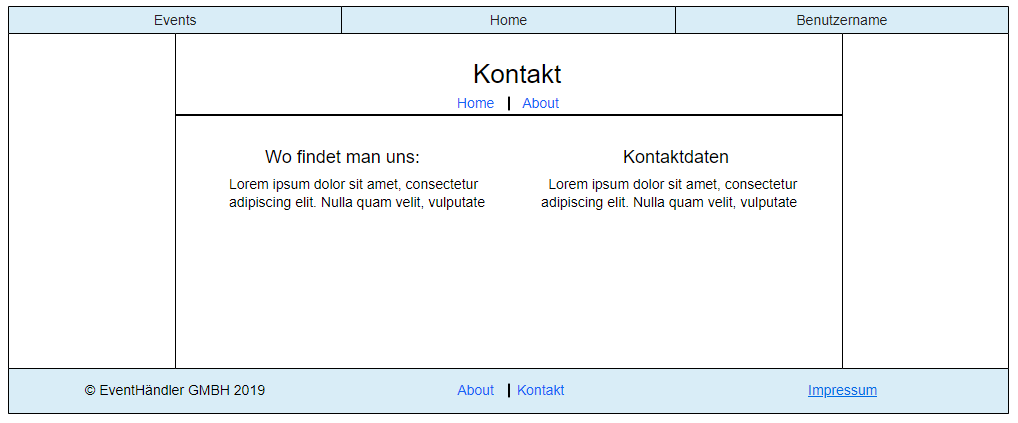 Events Home Benutzername
Kontakt
Home | About
Wo findet man uns:
Lorem ipsum dolor sit amet, consectetur
adipiscing elit. Nulla quam velit, vulputate
Kontaktdaten
Lorem ipsum dolor sit amet, consectetur
adipiscing elit. Nulla quam velit, vulputate
© EventHändler GMBH 2019 About | Kontakt Impressum